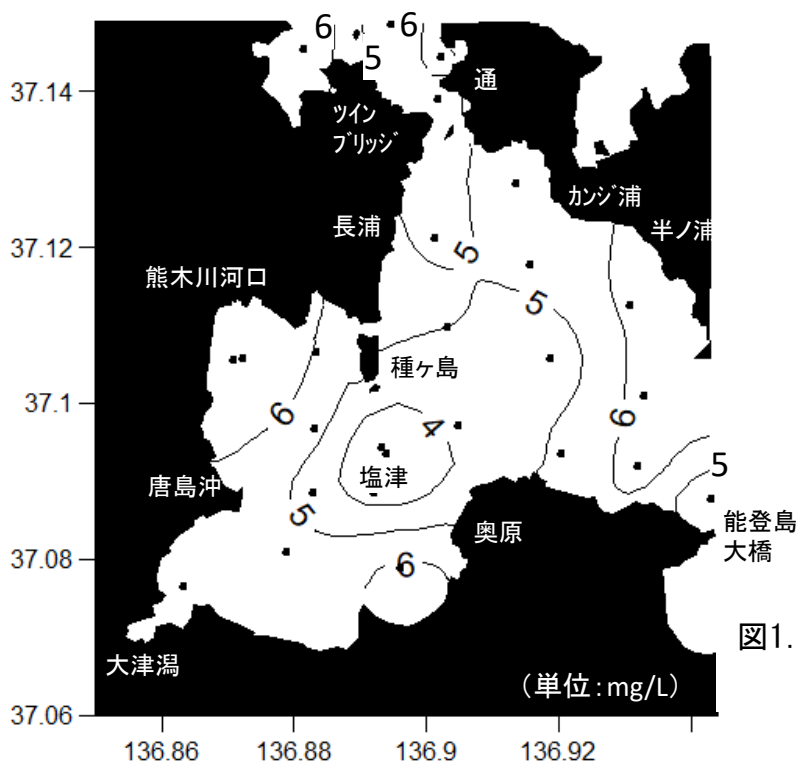 6
6
5
37.14
通
ツイン
ブリッジ
カンジ浦
長浦
半ノ浦
37.12
5
熊木川河口
5
種ヶ島
37.1
6
4
6
5
塩津
唐島沖
5
奥原
能登島
大橋
37.08
6
図1.
大津潟
(単位:mg/L)
37.06
136.86
136.88
136.9
136.92